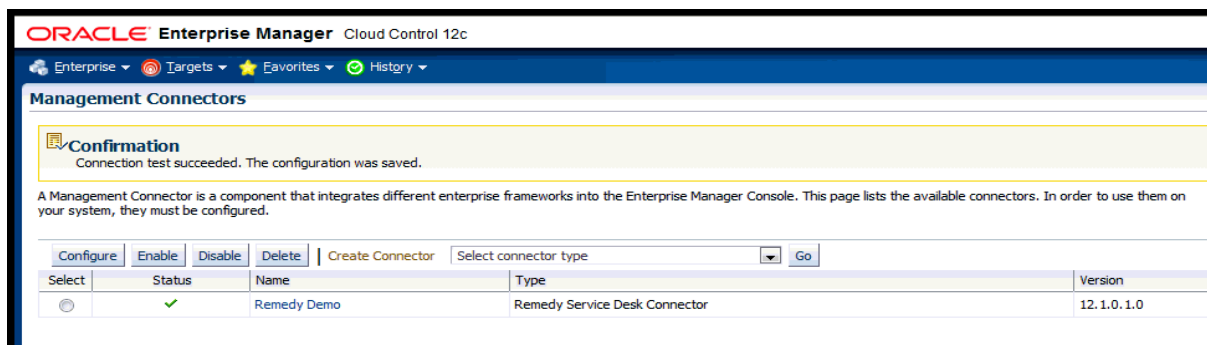 ORACLE Enterprise Manager Cloud Control 12c
Enterprise Targets Favorites History
Management Connectors
Confirmation
Connection test succeeded. The configuration was saved.
A Management Connector is a component that integrates different enterprise frameworks into the Enterprise Manager Console. This page lists the available connectors. In order to use them on
your system, they must be configured.
Configure Enable Disable Delete Create Connector Select connector type Go
Select Status Name Type Version
Remedy Demo Remedy Service Desk Connector 12.1.0.1.0